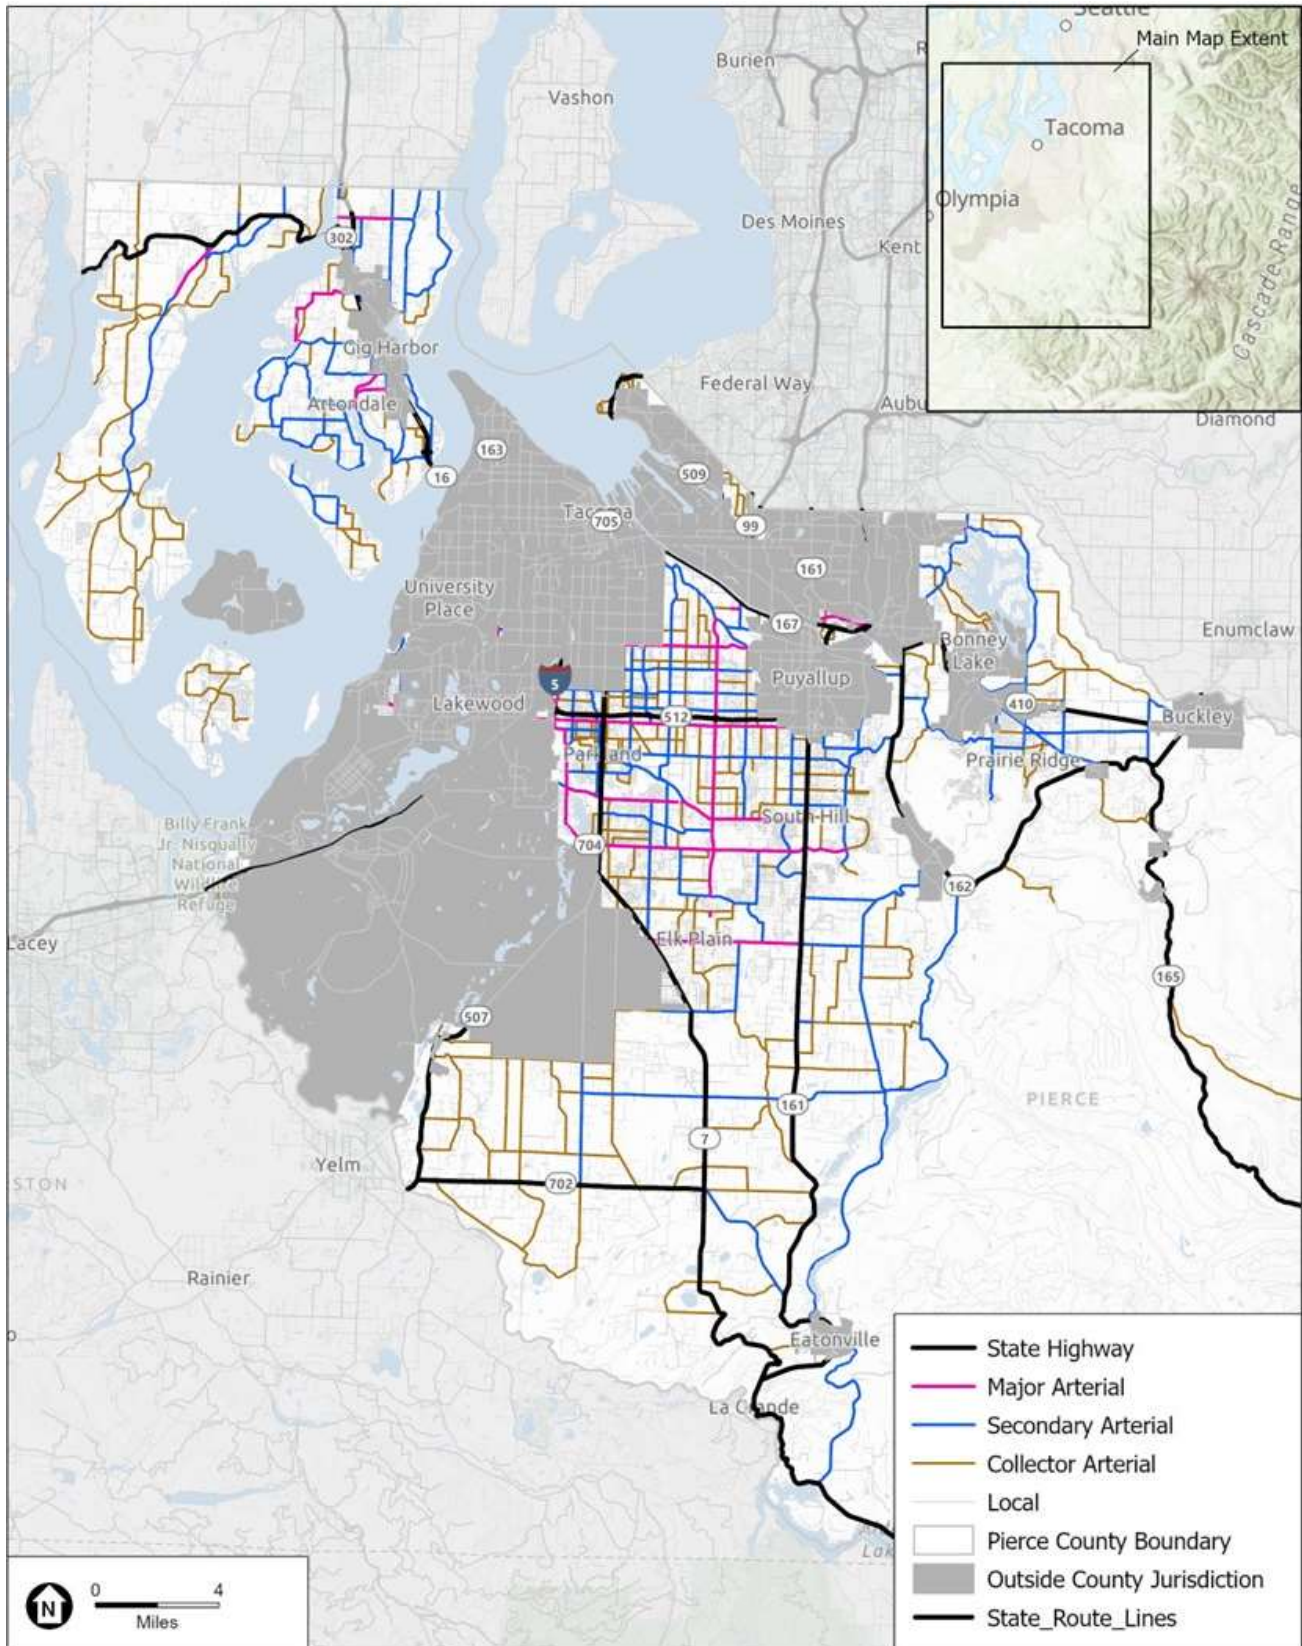 Seattle
Main Map Extent
Tacoma
Olympia
Cascade Range
Burien
Vashon
Des Moines
Kent
302
Gig Harbor
Artondale
Federal Way
Aubu
Diamond
163
16
509
Tacoma
705
99
161
University
Place
167
Enumclaw
Bonney
Lake
Puyallup
5
Lakewood
512
410
Buckley
Parkland
Prairie Ridge
South Hill
Billy Frank
Jr. Nisqually
National
Wildlife
Refuge
704
162
Lacey
Elk Plain
165
507
161
PIERCE
7
Yelm
STON
702
Rainier
Eatonville
La Grande
Lak
State Highway
Major Arterial
Secondary Arterial
Collector Arterial
Local
Pierce County Boundary
Outside County Jurisdiction
State_Route_Lines
N
0 4
Miles